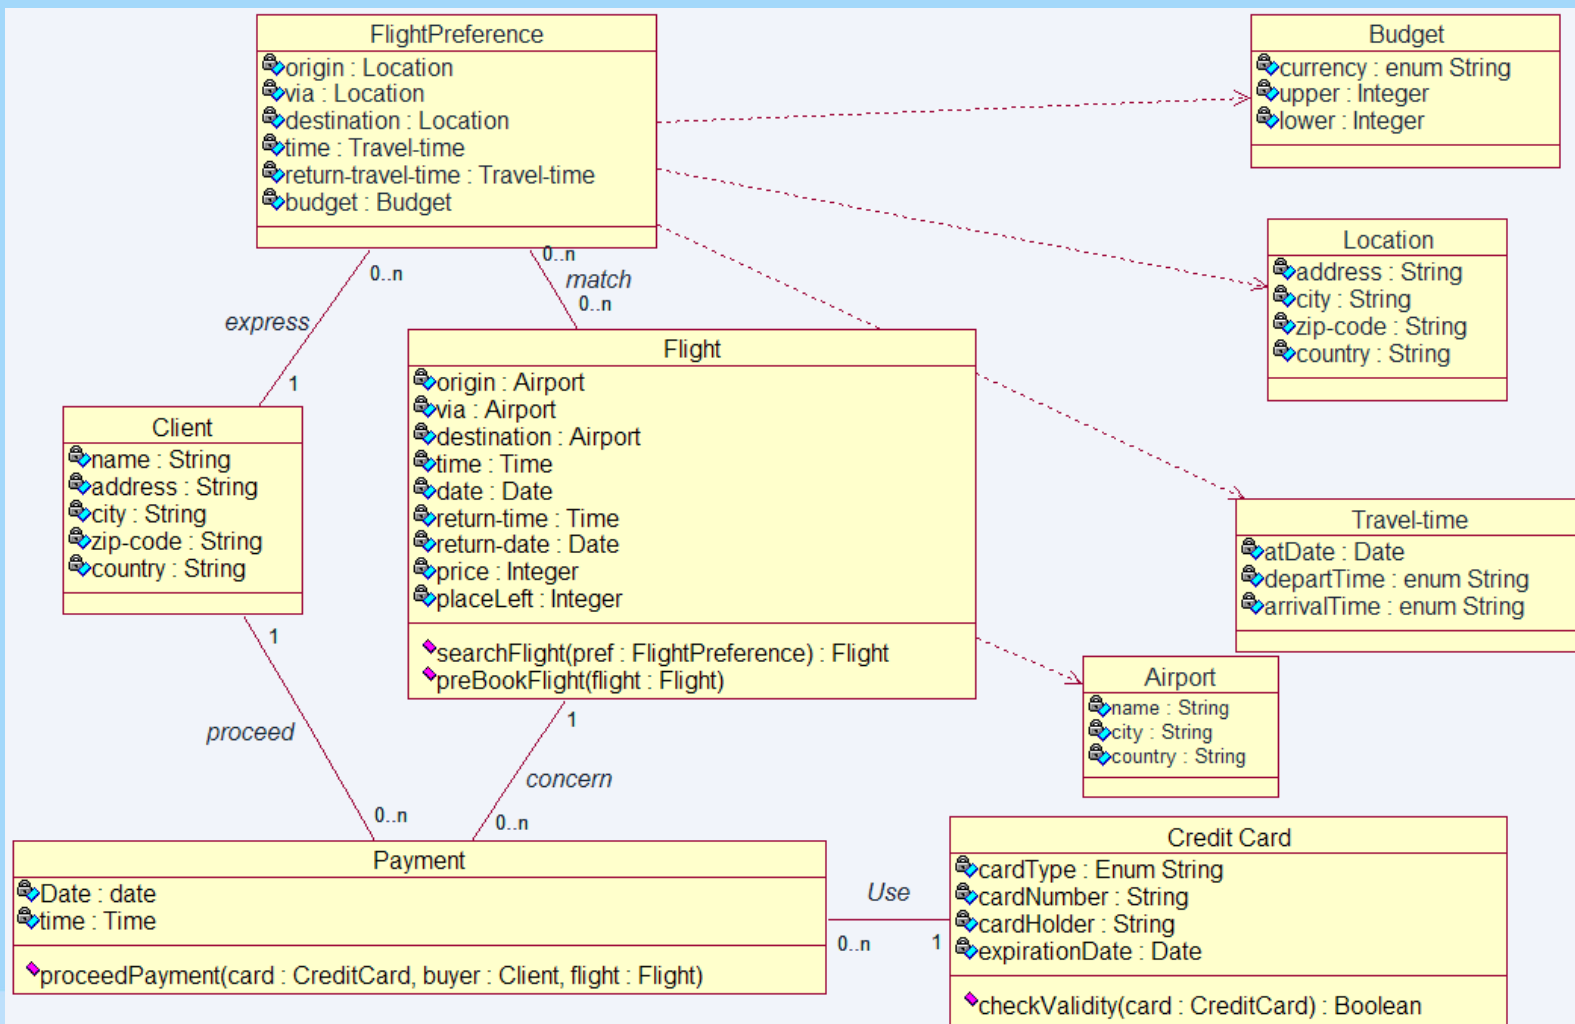 FlightPreference
origin : Location
via : Location
destination : Location
time : Travel-time
return-travel-time : Travel-time
budget : Budget
Budget
currency : enum String
upper : Integer
lower : Integer
Location
address : String
city : String
zip-code : String
country : String
0..n
express
1
0..n
match
0..n
Client
name : String
address : String
city : String
zip-code : String
country : String
Flight
origin : Airport
via : Airport
destination : Airport
time : Time
date : Date
return-time : Time
return-date : Date
price : Integer
placeLeft : Integer
searchFlight(pref : FlightPreference) : Flight
preBookFlight(flight : Flight)
Travel-time
atDate : Date
departTime : enum String
arrivalTime : enum String
Airport
name : String
city : String
country : String
1
proceed
0..n
1
concern
0..n
Payment
Date : date
time : Time
proceedPayment(card : CreditCard, buyer : Client, flight : Flight)
Use
0..n
1
Credit Card
cardType : Enum String
cardNumber : String
cardHolder : String
expirationDate : Date
checkValidity(card : CreditCard) : Boolean